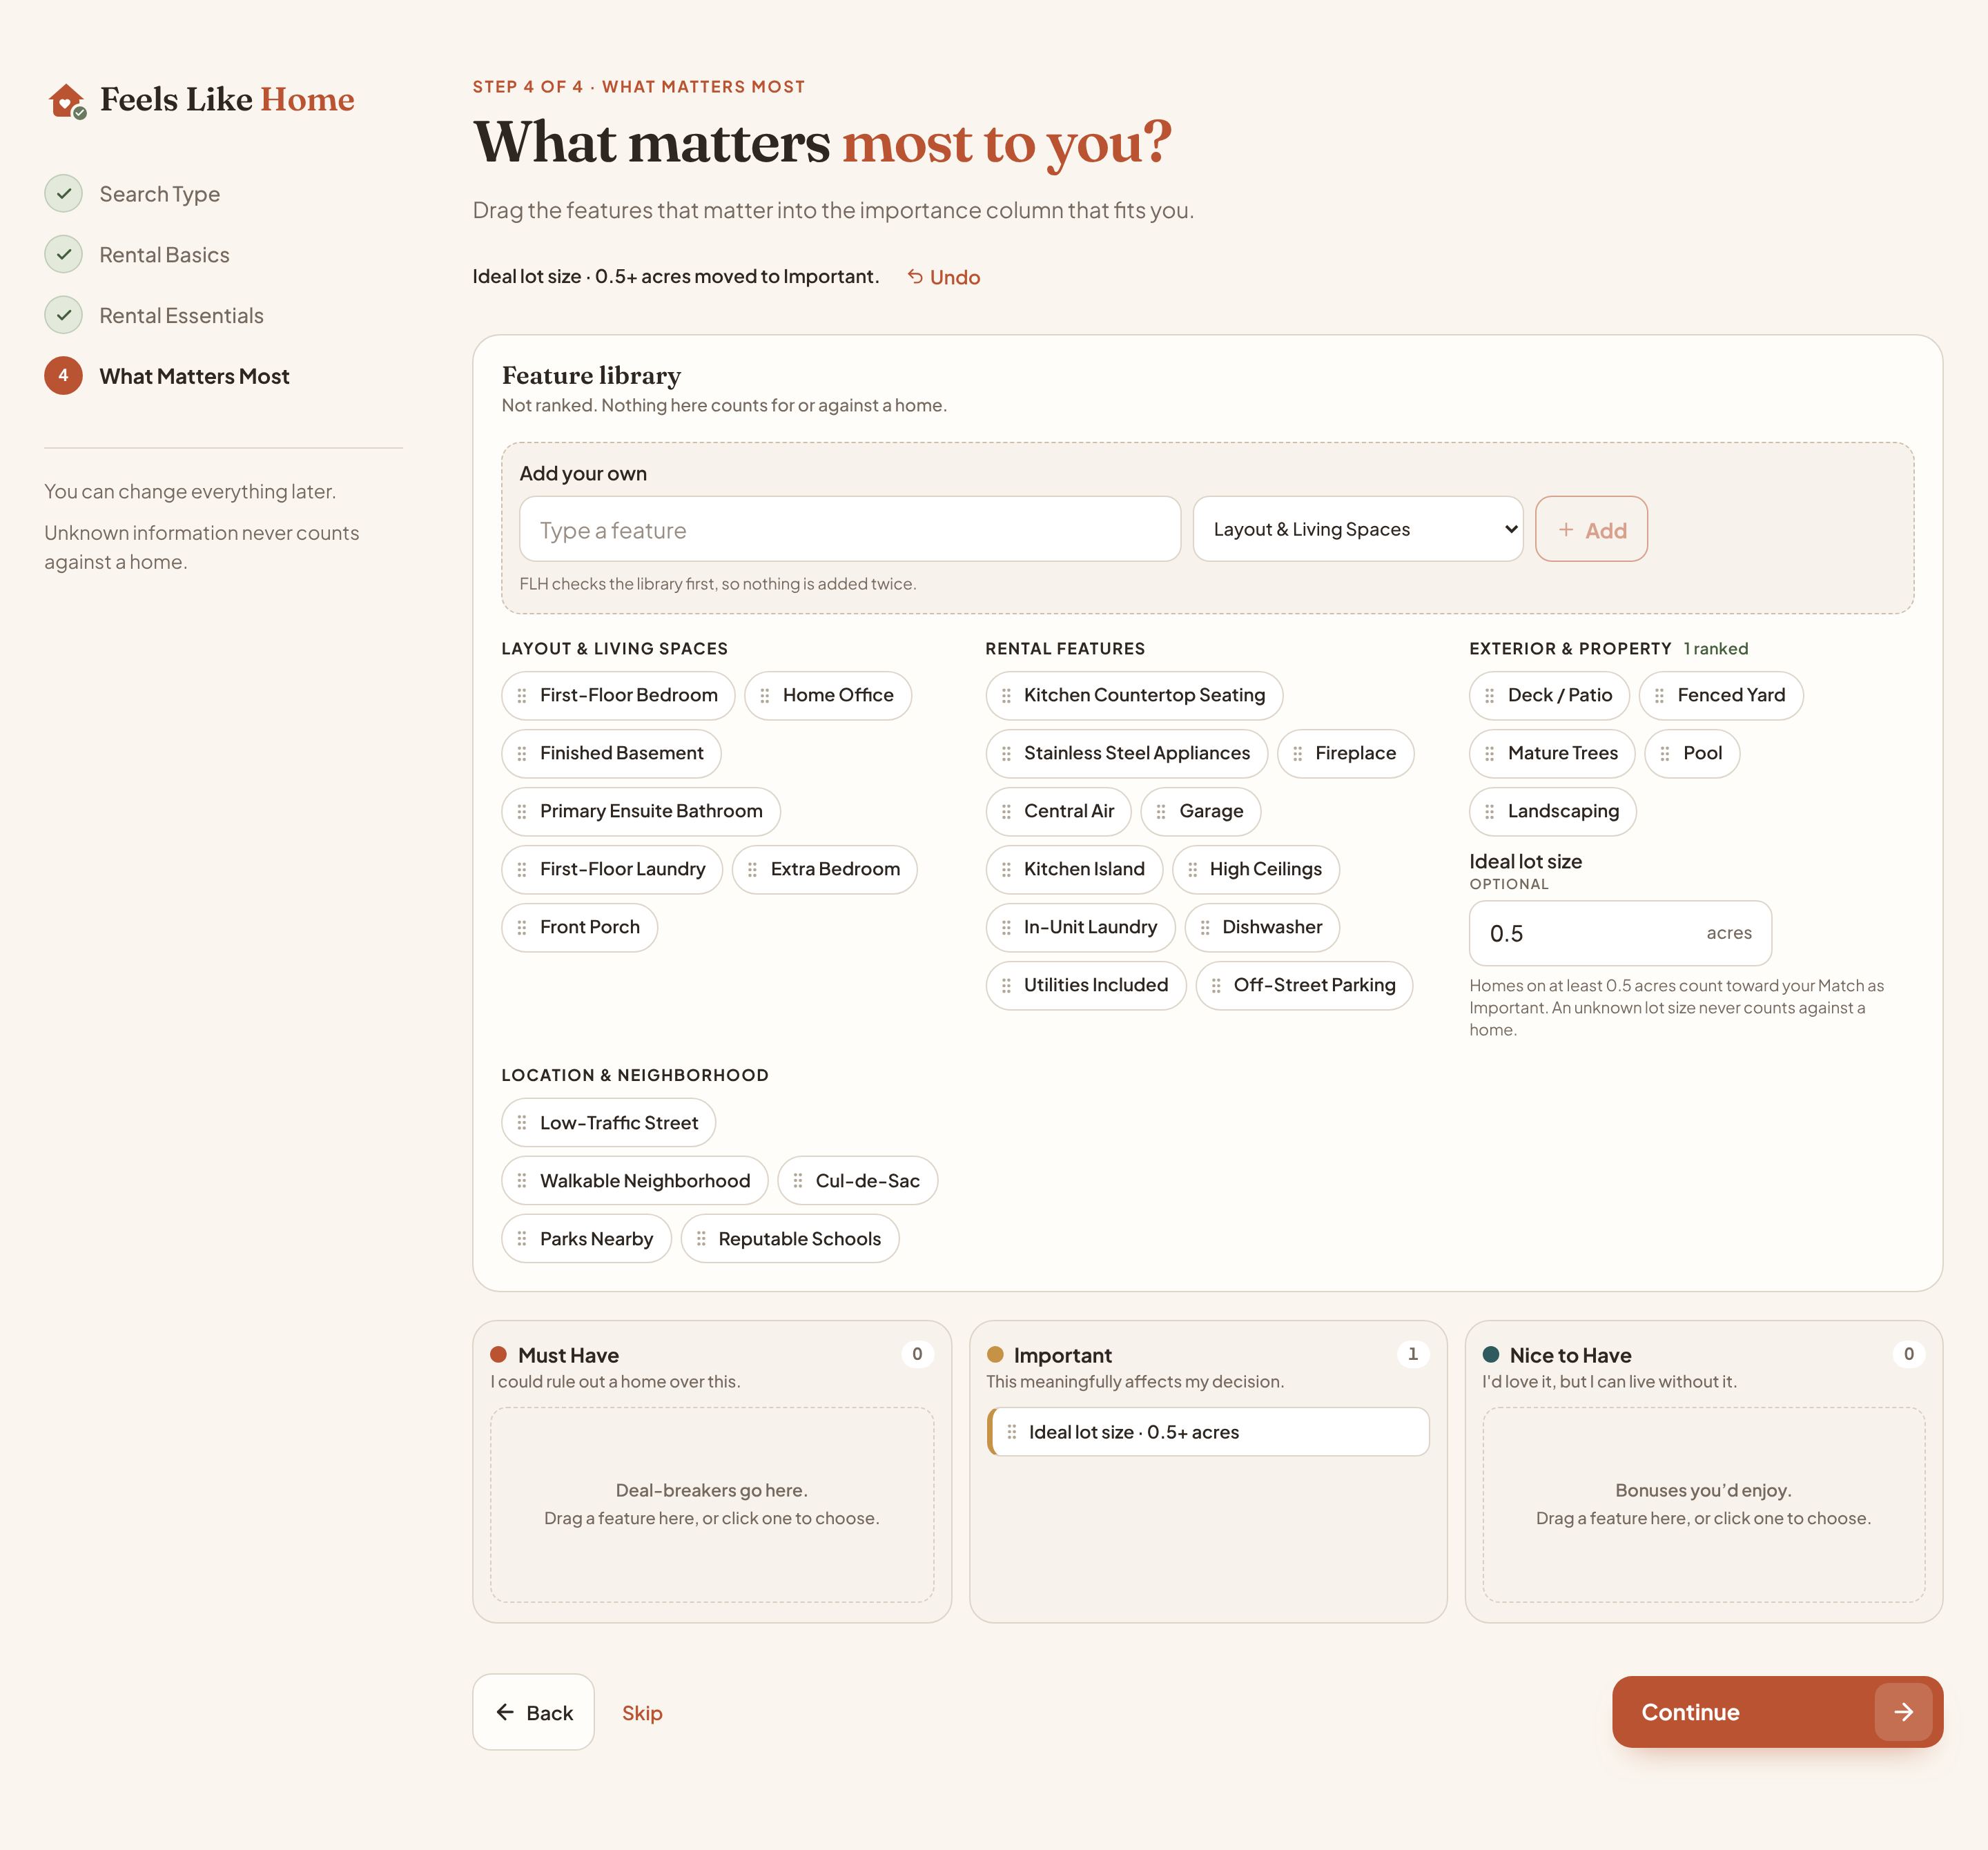 Feels Like Home
Search Type
Rental Basics
Rental Essentials
4 What Matters Most
You can change everything later.
Unknown information never counts
against a home.
STEP 4 OF 4 · WHAT MATTERS MOST
What matters most to you?
Drag the features that matter into the importance column that fits you.
Ideal lot size · 0.5+ acres moved to Important. Undo
Feature library
Not ranked. Nothing here counts for or against a home.
Add your own
Type a feature
Layout & Living Spaces
+ Add
FLH checks the library first, so nothing is added twice.
LAYOUT & LIVING SPACES
First-Floor Bedroom
Home Office
Finished Basement
Primary Ensuite Bathroom
First-Floor Laundry
Extra Bedroom
Front Porch
RENTAL FEATURES
Kitchen Countertop Seating
Stainless Steel Appliances
Fireplace
Central Air
Garage
Kitchen Island
High Ceilings
In-Unit Laundry
Dishwasher
Utilities Included
Off-Street Parking
EXTERIOR & PROPERTY 1 ranked
Deck / Patio
Fenced Yard
Mature Trees
Pool
Landscaping
Ideal lot size
OPTIONAL
0.5 acres
Homes on at least 0.5 acres count toward your Match as
Important. An unknown lot size never counts against a
home.
LOCATION & NEIGHBORHOOD
Low-Traffic Street
Walkable Neighborhood
Cul-de-Sac
Parks Nearby
Reputable Schools
Must Have 0
I could rule out a home over this.
Deal-breakers go here.
Drag a feature here, or click one to choose.
Important 1
This meaningfully affects my decision.
Ideal lot size · 0.5+ acres
Nice to Have 0
I'd love it, but I can live without it.
Bonuses you’d enjoy.
Drag a feature here, or click one to choose.
Back
Skip
Continue